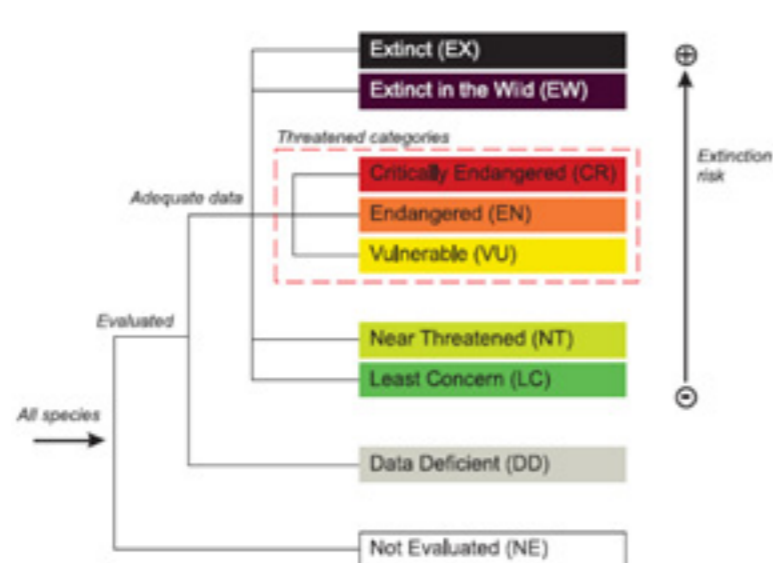 Extinct (EX)
Extinct in the Wild (EW)
Threatened categories
Critically Endangered (CR)
Adequate data
Endangered (EN)
Vulnerable (VU)
Extinction
risk
Evaluated
Near Threatened (NT)
Least Concern (LC)
All species
Data Deficient (DD)
Not Evaluated (NE)